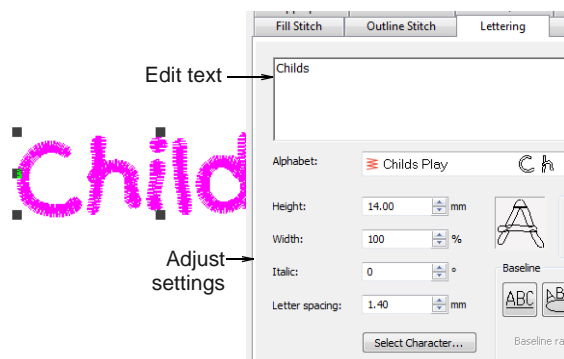 Fill Stitch Outline Stitch Lettering
Edit text
Childs
Child
Alphabet: Childs Play C h
Height: 14.00 mm
Width: 100 %
Adjust
settings
Italic: 0 °
Baseline
Letter spacing: 1.40 mm
ABC
Select Character...
Baseline ra